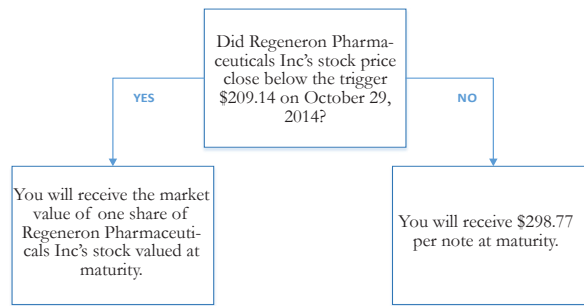 Did Regeneron Pharma-
ceuticals Inc's stock price
close below the trigger
$209.14 on October 29,
2014?
YES
NO
You will receive the market
value of one share of
Regeneron Pharmaceuti-
cals Inc's stock valued at
maturity.
You will receive $298.77
per note at maturity.